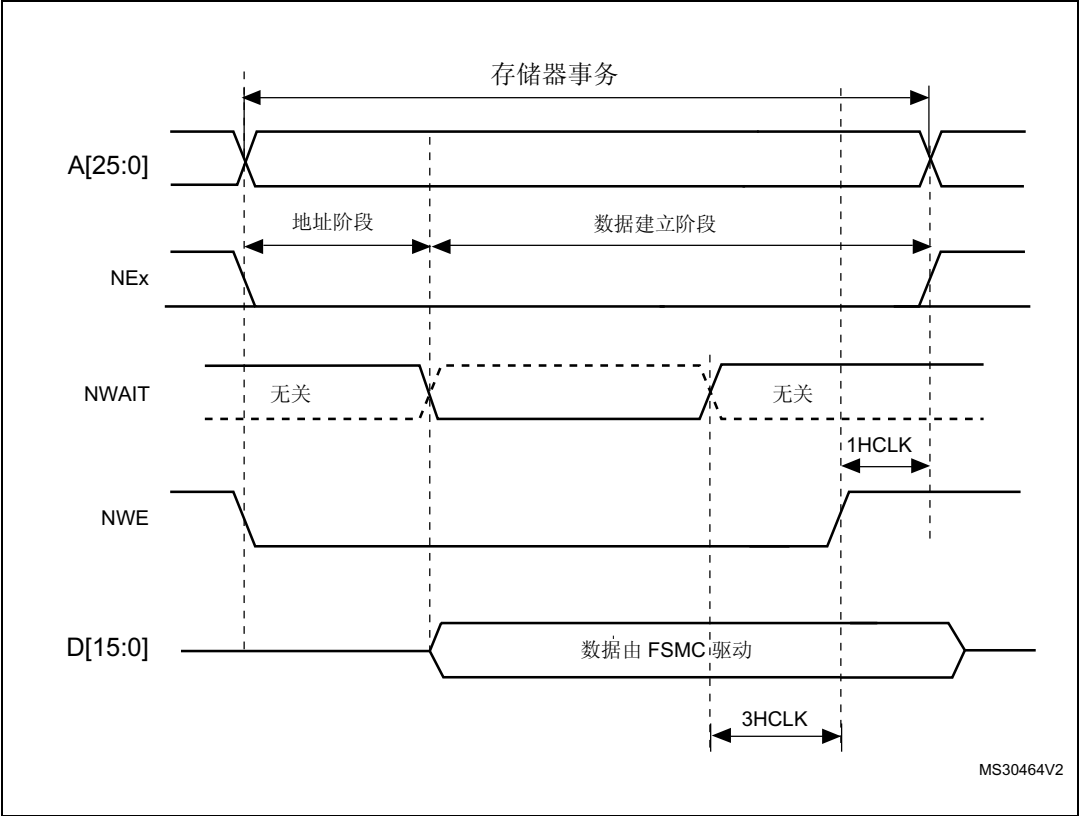 存储器事务
A[25:0]
地址阶段
数据建立阶段
NEx
NWAIT
无关
无关
1HCLK
NWE
D[15:0]
数据由 FSMC 驱动
3HCLK
MS30464V2